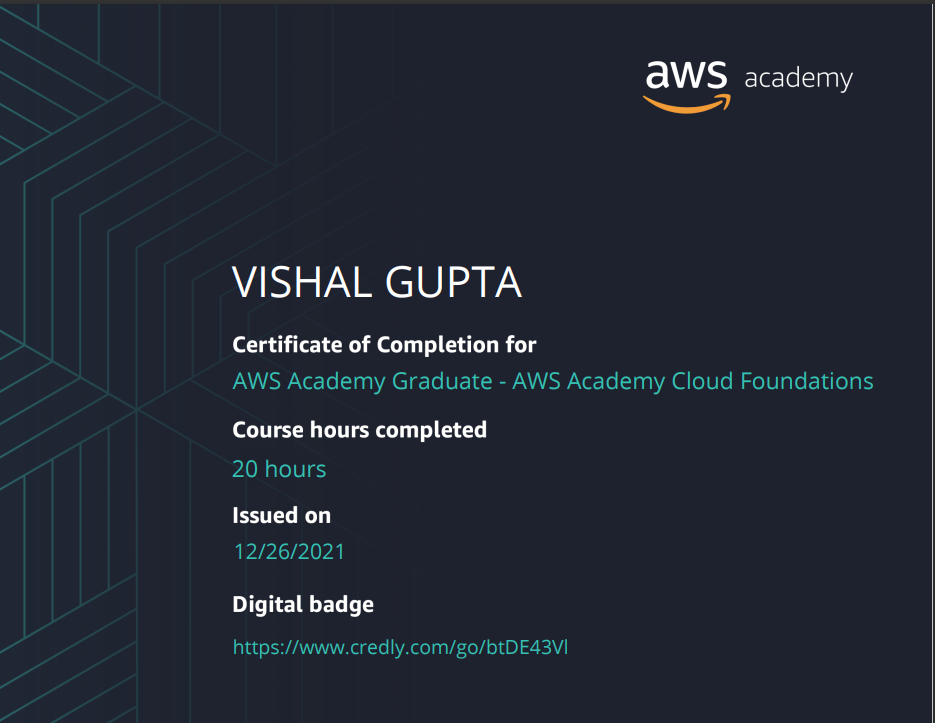 aws academy
VISHAL GUPTA
Certificate of Completion for
AWS Academy Graduate - AWS Academy Cloud Foundations
Course hours completed
20 hours
Issued on
12/26/2021
Digital badge
https://www.credly.com/go/btDE43Vl